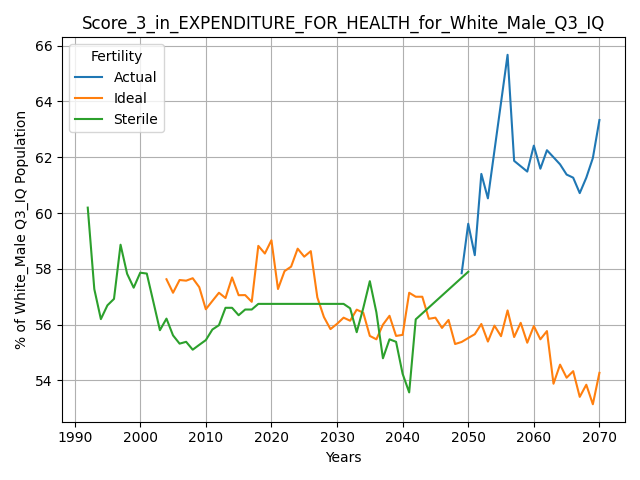 Score_3_in_EXPENDITURE_FOR_HEALTH_for_White_Male_Q3_IQ
66
64
62
60
58
56
54
% of White_Male Q3_IQ Population
Fertility
Actual
Ideal
Sterile
1990 2000 2010 2020 2030 2040 2050 2060 2070
Years